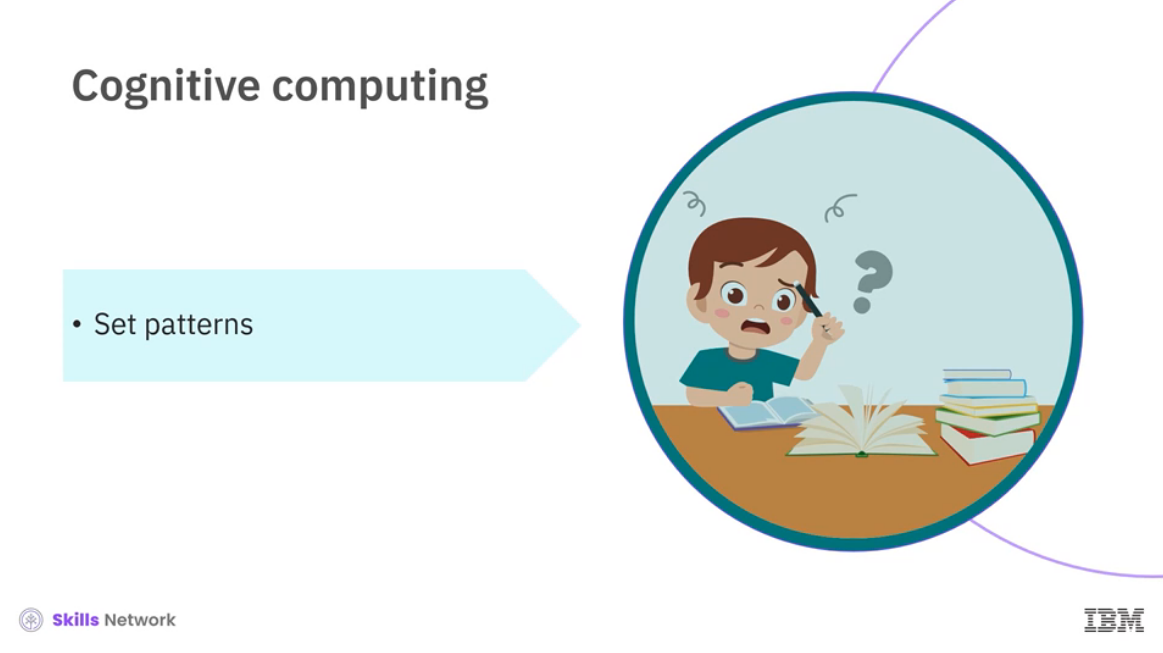 Cognitive computing
• Set patterns
?
Skills Network
IBM